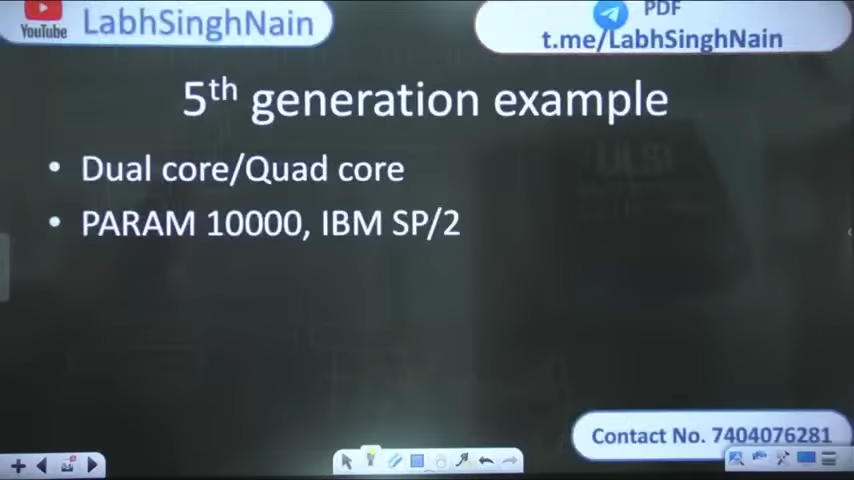 YouTube
LabhSinghNain
PDF
t.me/LabhSinghNain
5th generation example
• Dual core/Quad core
• PARAM 10000, IBM SP/2
Contact No. 7404076281